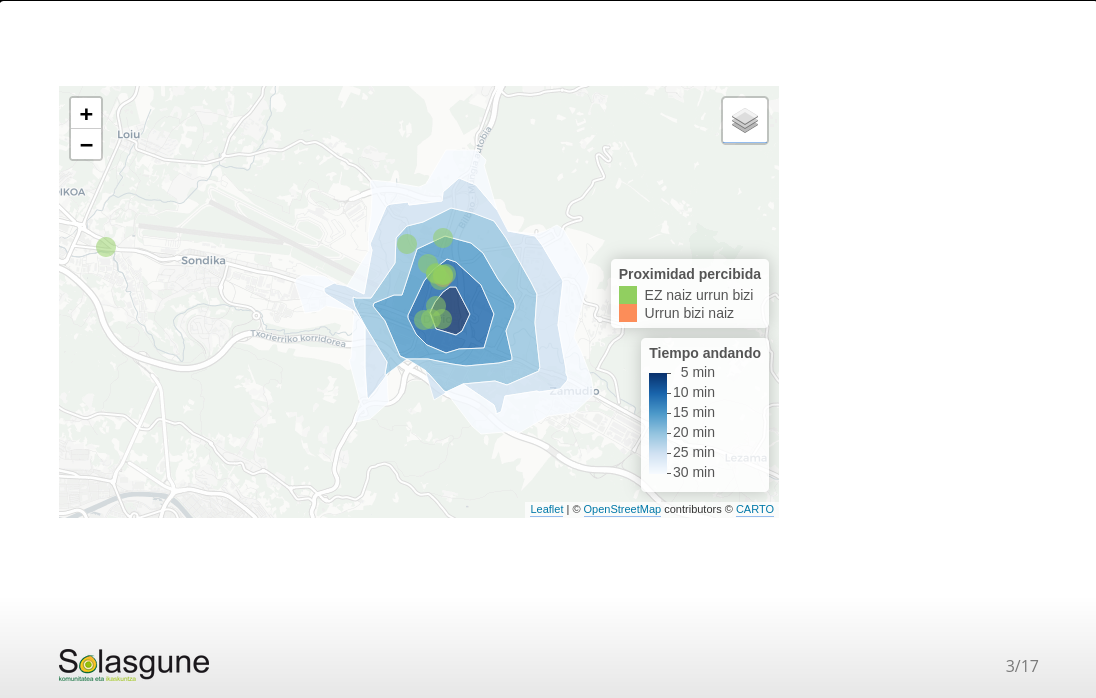 +
−
Loiu
IKOA
Sondika
Txorierriko korridorea
Zamudio
Lezama
Proximidad percibida
EZ naiz urrun bizi
Urrun bizi naiz
Tiempo andando
5 min
10 min
15 min
20 min
25 min
30 min
Leaflet | © OpenStreetMap contributors © CARTO
Solasgune
komunitatea eta ikaskuntza
3/17